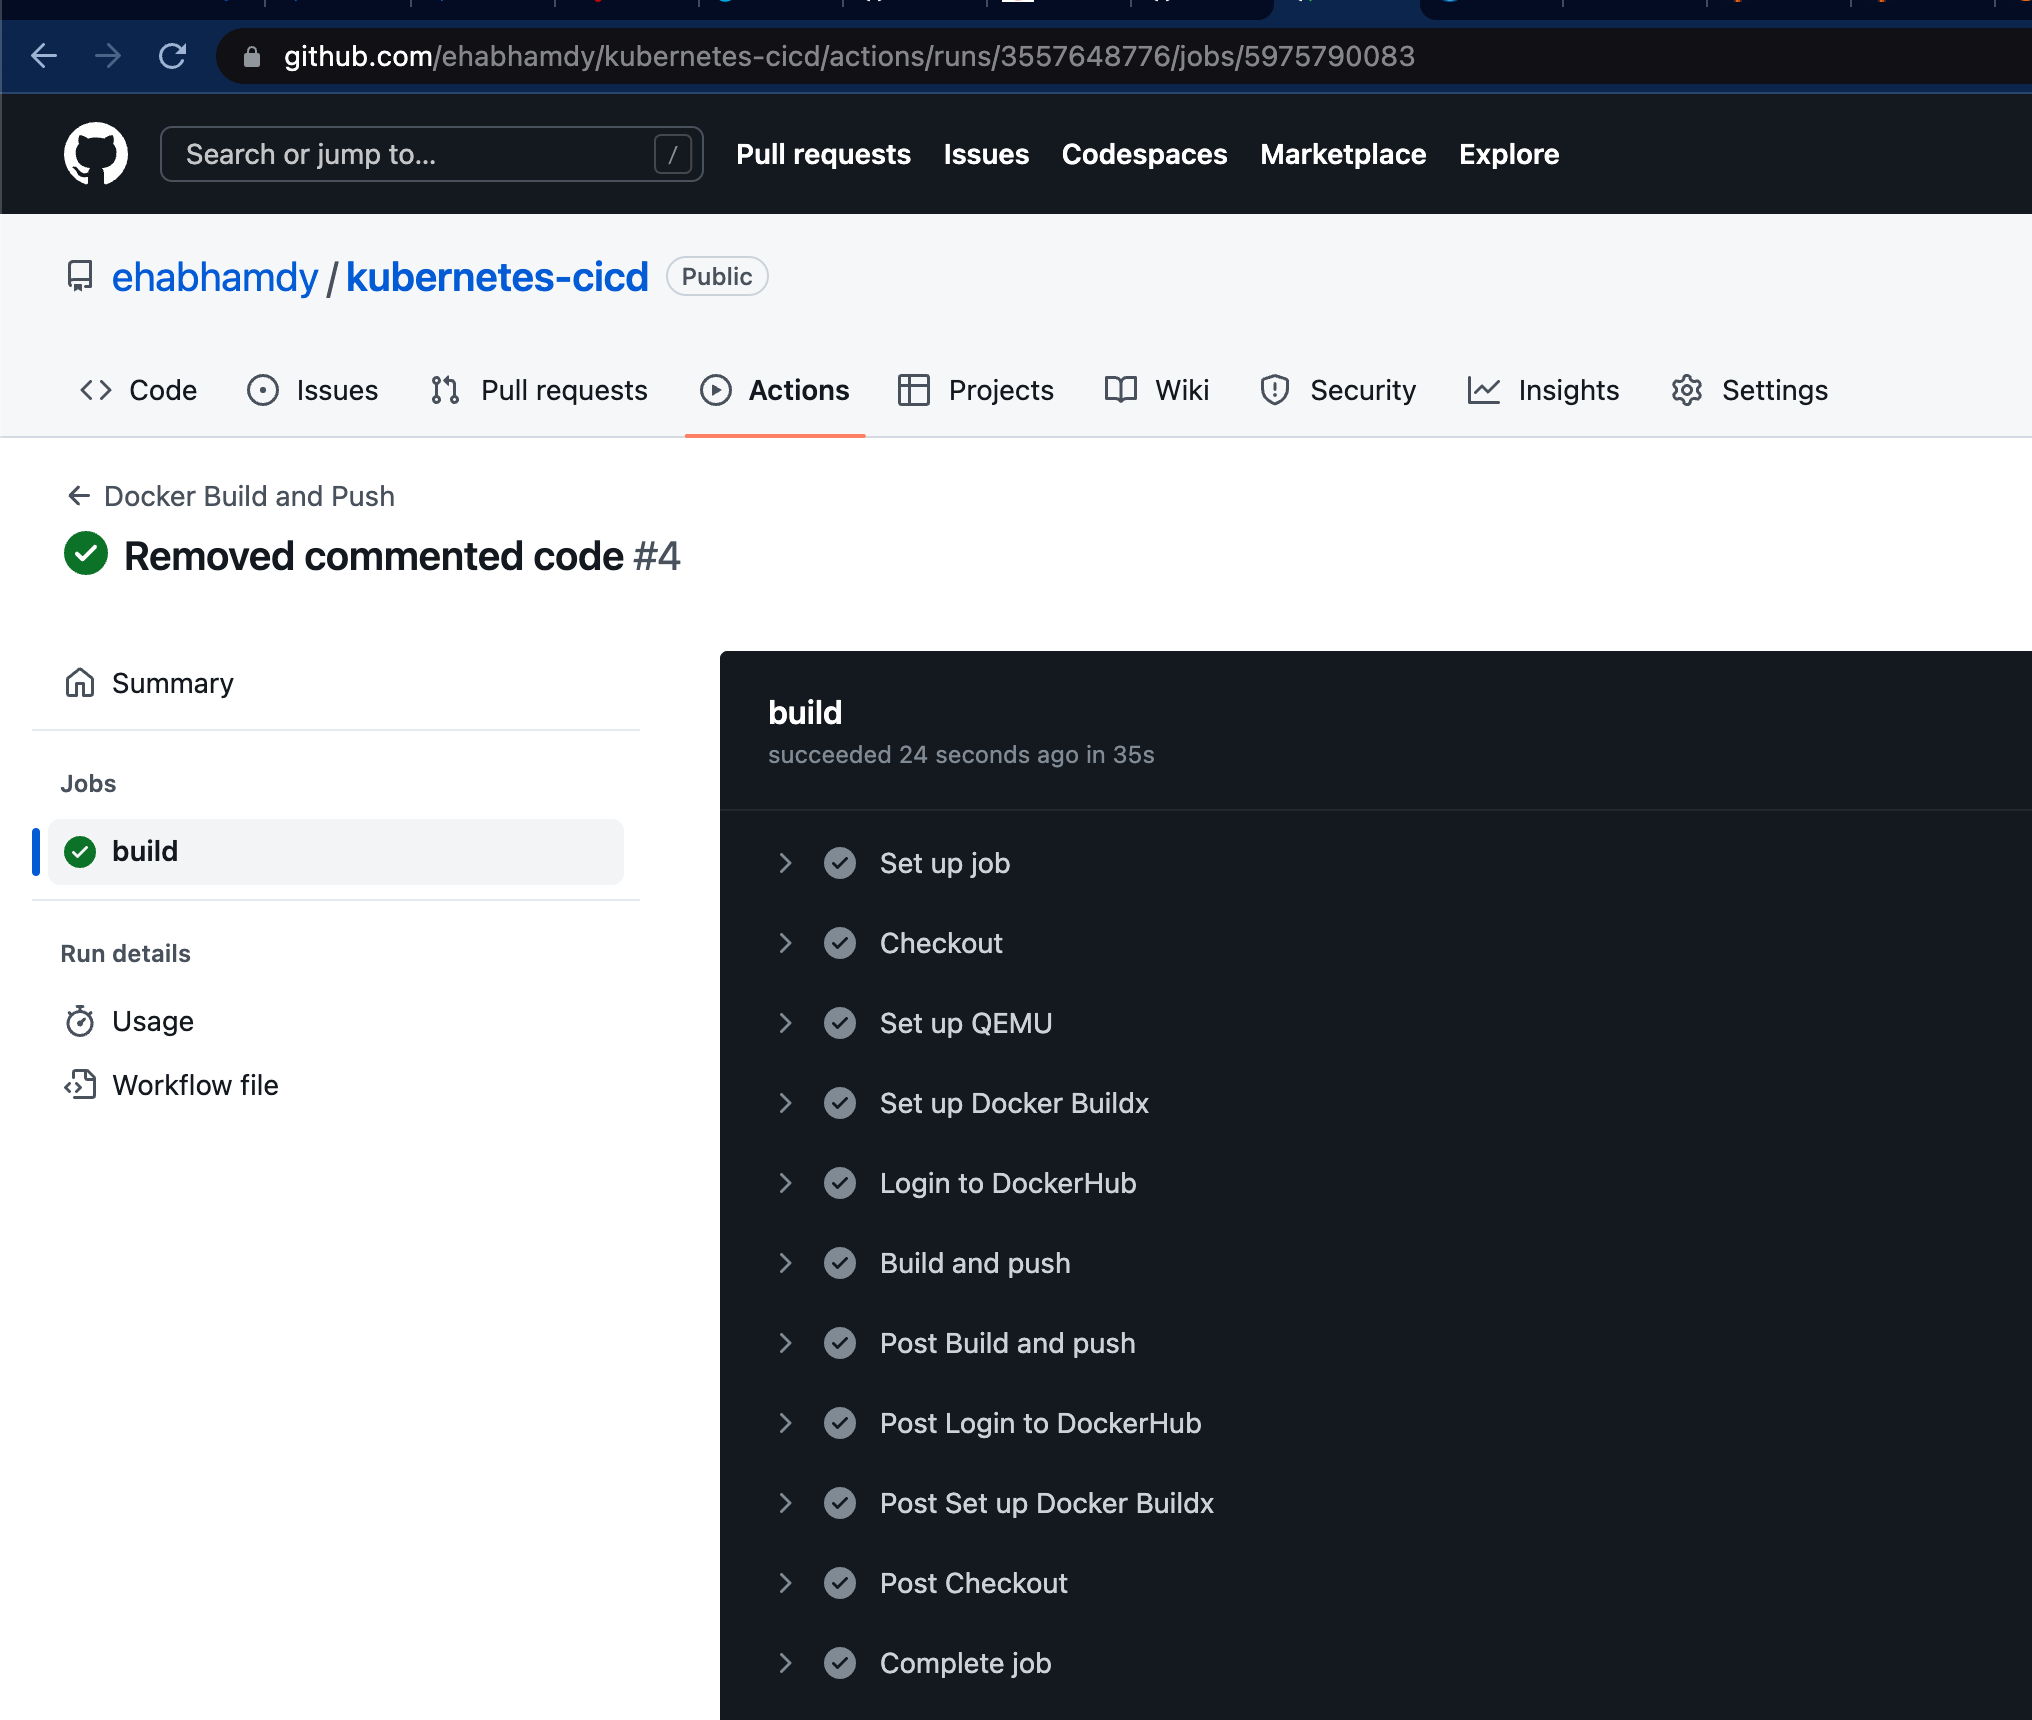 github.com/ehabhamdy/kubernetes-cicd/actions/runs/3557648776/jobs/5975790083
Search or jump to... / Pull requests Issues Codespaces Marketplace Explore
ehabhamdy / kubernetes-cicd Public
Code Issues Pull requests Actions Projects Wiki Security Insights Settings
Docker Build and Push
Removed commented code #4
Summary
Jobs
build
Run details
Usage
Workflow file
build
succeeded 24 seconds ago in 35s
Set up job
Checkout
Set up QEMU
Set up Docker Buildx
Login to DockerHub
Build and push
Post Build and push
Post Login to DockerHub
Post Set up Docker Buildx
Post Checkout
Complete job